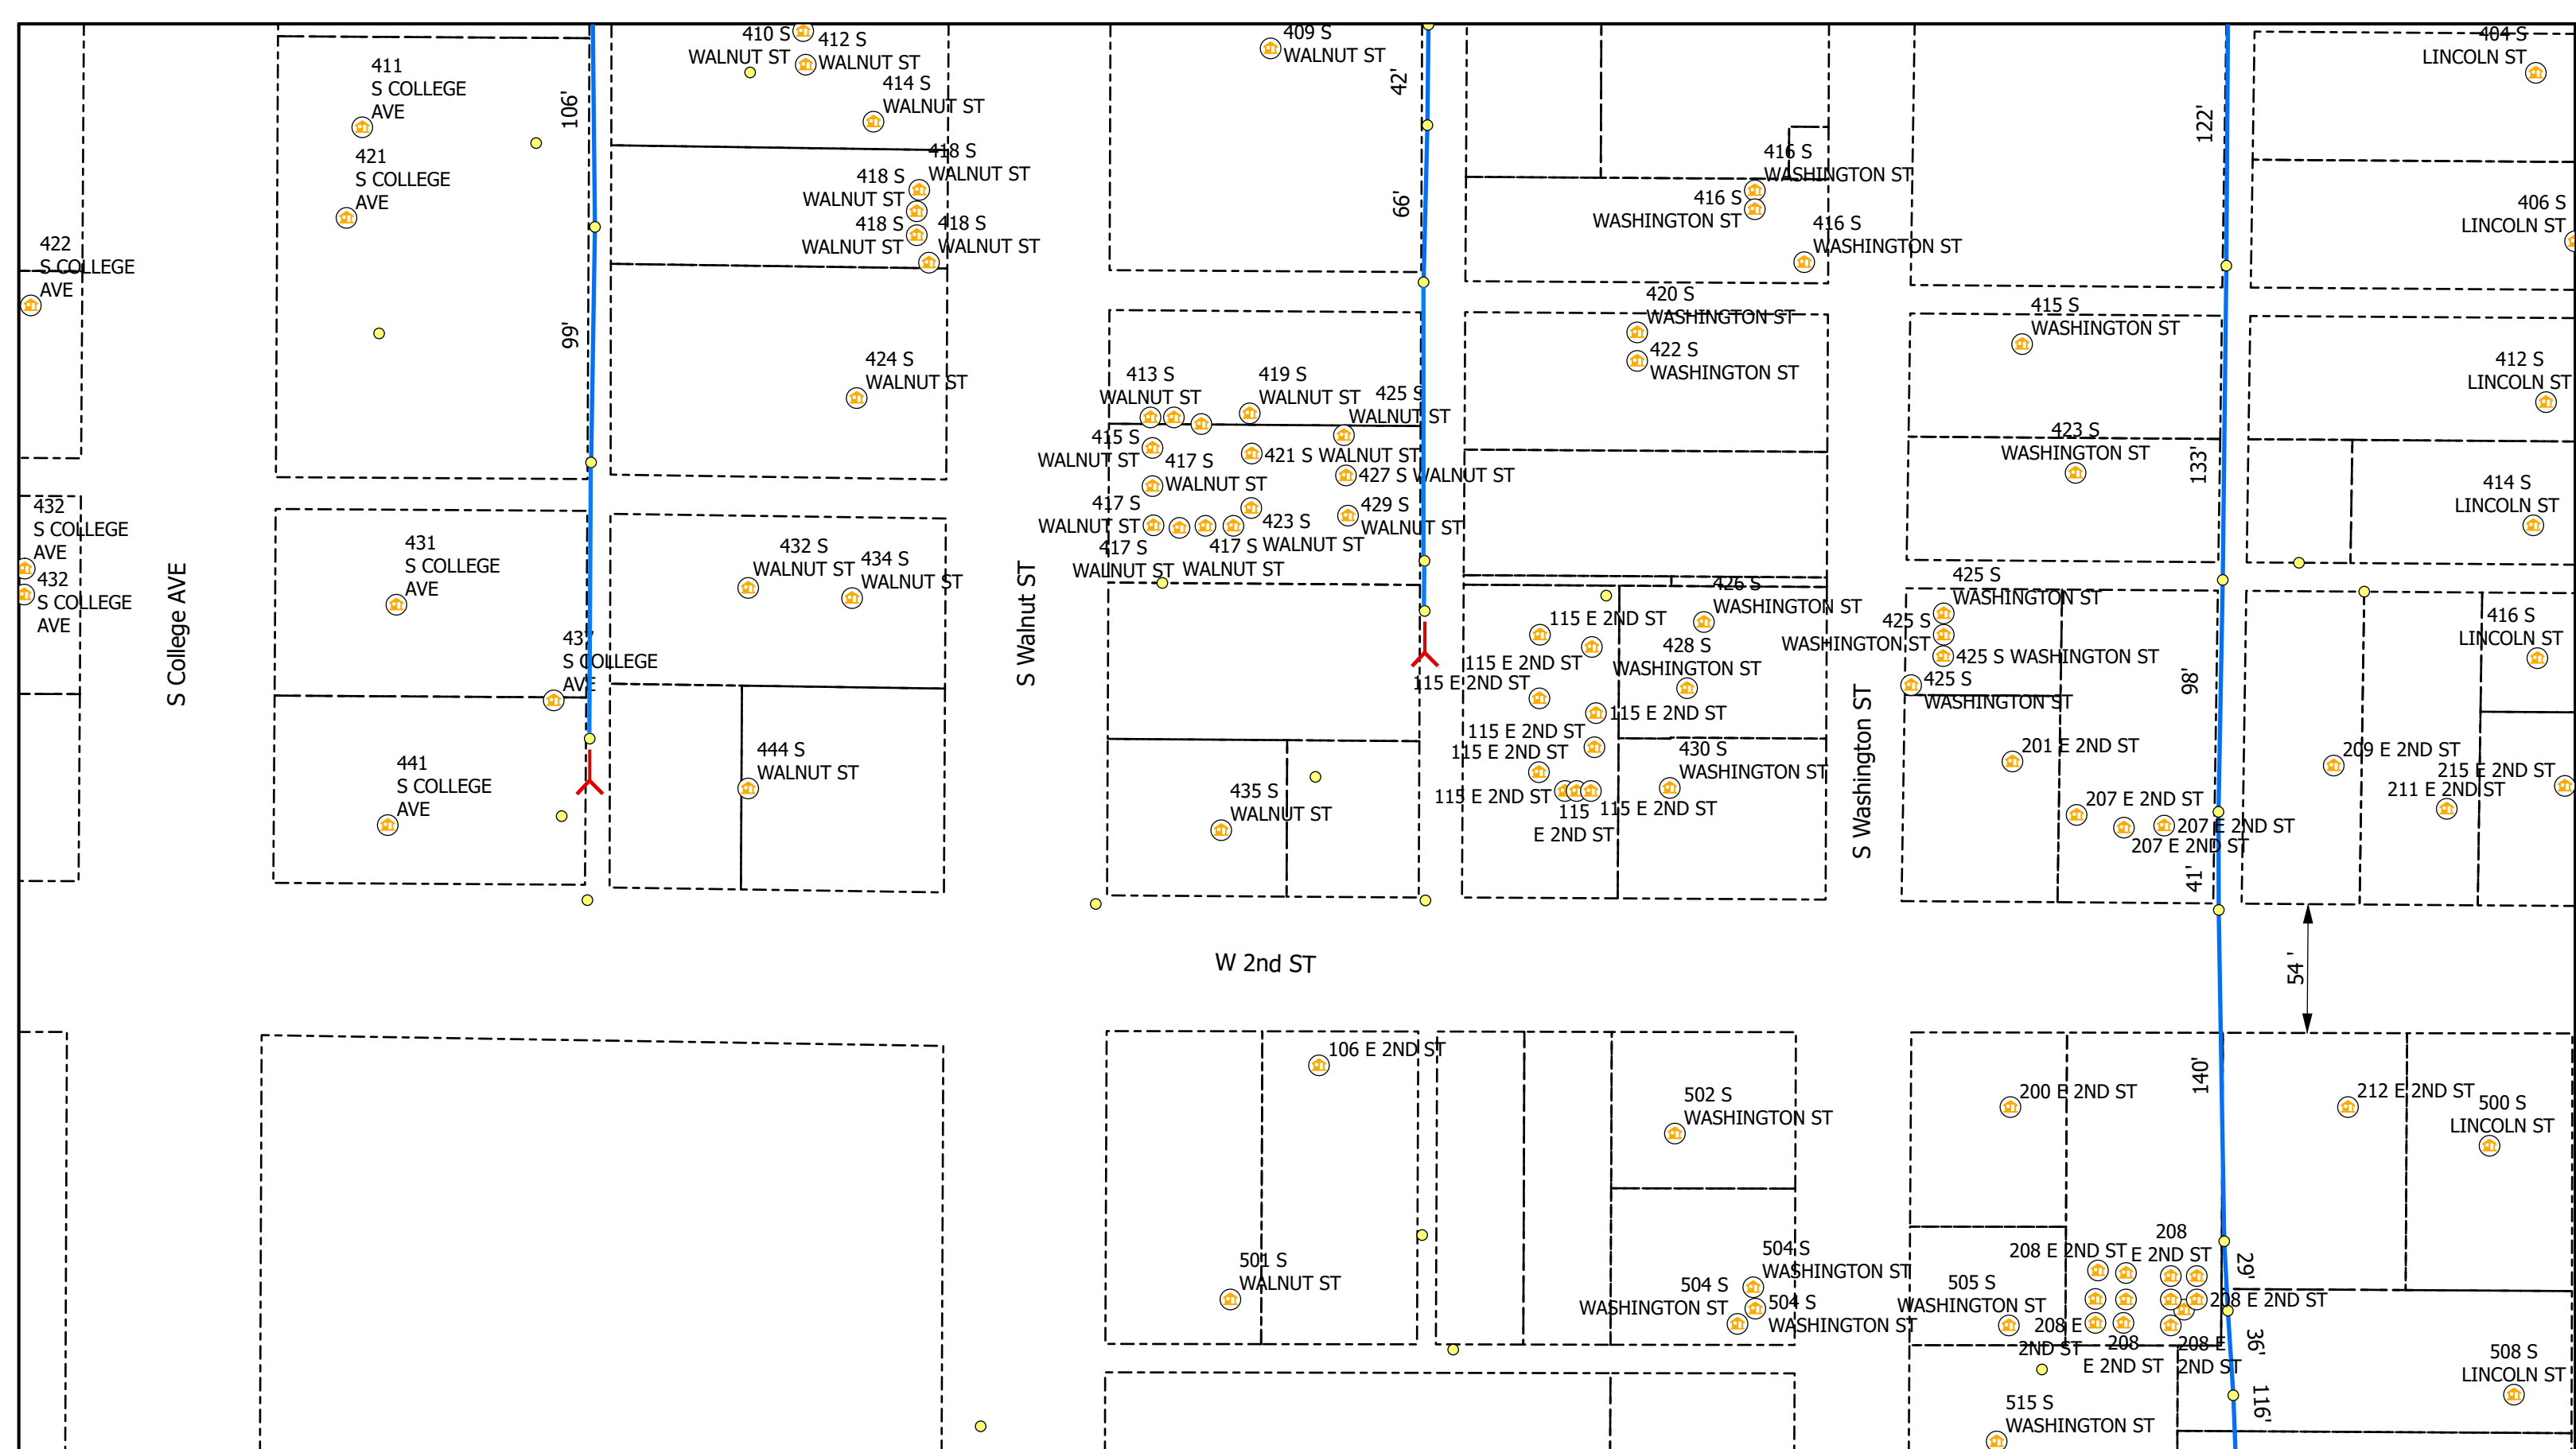 410 S
WALNUT ST
412 S
WALNUT ST
409 S
WALNUT ST
404 S
LINCOLN ST
411
S COLLEGE
AVE
106'
414 S
WALNUT ST
42'
122'
421
S COLLEGE
AVE
418 S
WALNUT ST
418 S
WALNUT ST
418 S
WALNUT ST
418 S
WALNUT ST
66'
416 S
WASHINGTON ST
416 S
WASHINGTON ST
416 S
WASHINGTON ST
406 S
LINCOLN ST
422
S COLLEGE
AVE
99'
424 S
WALNUT ST
420 S
WASHINGTON ST
422 S
WASHINGTON ST
415 S
WASHINGTON ST
412 S
LINCOLN ST
413 S
WALNUT ST
419 S
WALNUT ST
425 S
WALNUT ST
415 S
WALNUT ST
421 S WALNUT ST
417 S
WALNUT ST
427 S WALNUT ST
417 S
WALNUT ST
423 S
WALNUT ST
429 S
WALNUT ST
417 S
WALNUT ST
417 S
WALNUT ST
423 S
WASHINGTON ST
133'
414 S
LINCOLN ST
432
S COLLEGE
AVE
432
S COLLEGE
AVE
S College AVE
431
S COLLEGE
AVE
432 S
WALNUT ST
434 S
WALNUT ST
S Walnut ST
437
S COLLEGE
AVE
115 E 2ND ST
115 E 2ND ST
115 E 2ND ST
115 E 2ND ST
115 E 2ND ST
115 E 2ND ST
115 E 2ND ST
115
E 2ND ST
115 E 2ND ST
426 S
WASHINGTON ST
428 S
WASHINGTON ST
430 S
WASHINGTON ST
S Washington ST
425 S
WASHINGTON ST
425 S
WASHINGTON ST
425 S WASHINGTON ST
425 S
WASHINGTON ST
98'
416 S
LINCOLN ST
441
S COLLEGE
AVE
444 S
WALNUT ST
435 S
WALNUT ST
201 E 2ND ST
207 E 2ND ST
207 E 2ND ST
207 E 2ND ST
209 E 2ND ST
215 E 2ND ST
211 E 2ND ST
41'
W 2nd ST
54 '
106 E 2ND ST
502 S
WASHINGTON ST
200 E 2ND ST
140'
212 E 2ND ST
500 S
LINCOLN ST
501 S
WALNUT ST
504 S
WASHINGTON ST
504 S
WASHINGTON ST
504 S
WASHINGTON ST
505 S
WASHINGTON ST
208 E 2ND ST
208
E 2ND ST
29'
208 E 2ND ST
208 E
2ND ST
208
E 2ND ST
208 E
2ND ST
36'
508 S
LINCOLN ST
515 S
WASHINGTON ST
116'